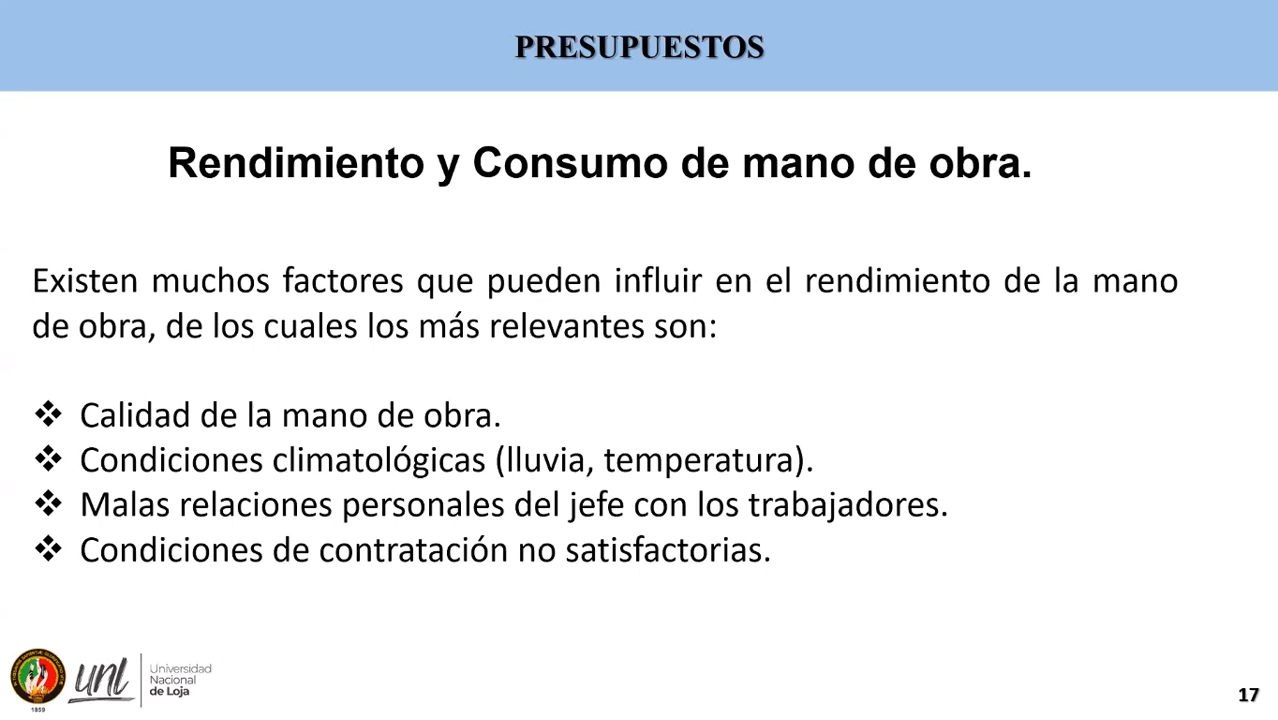 PRESUPUESTOS
Rendimiento y Consumo de mano de obra.
Existen muchos factores que pueden influir en el rendimiento de la mano
de obra, de los cuales los más relevantes son:
❖ Calidad de la mano de obra.
❖ Condiciones climatológicas (lluvia, temperatura).
❖ Malas relaciones personales del jefe con los trabajadores.
❖ Condiciones de contratación no satisfactorias.
1859
unl
Universidad
Nacional
de Loja
17